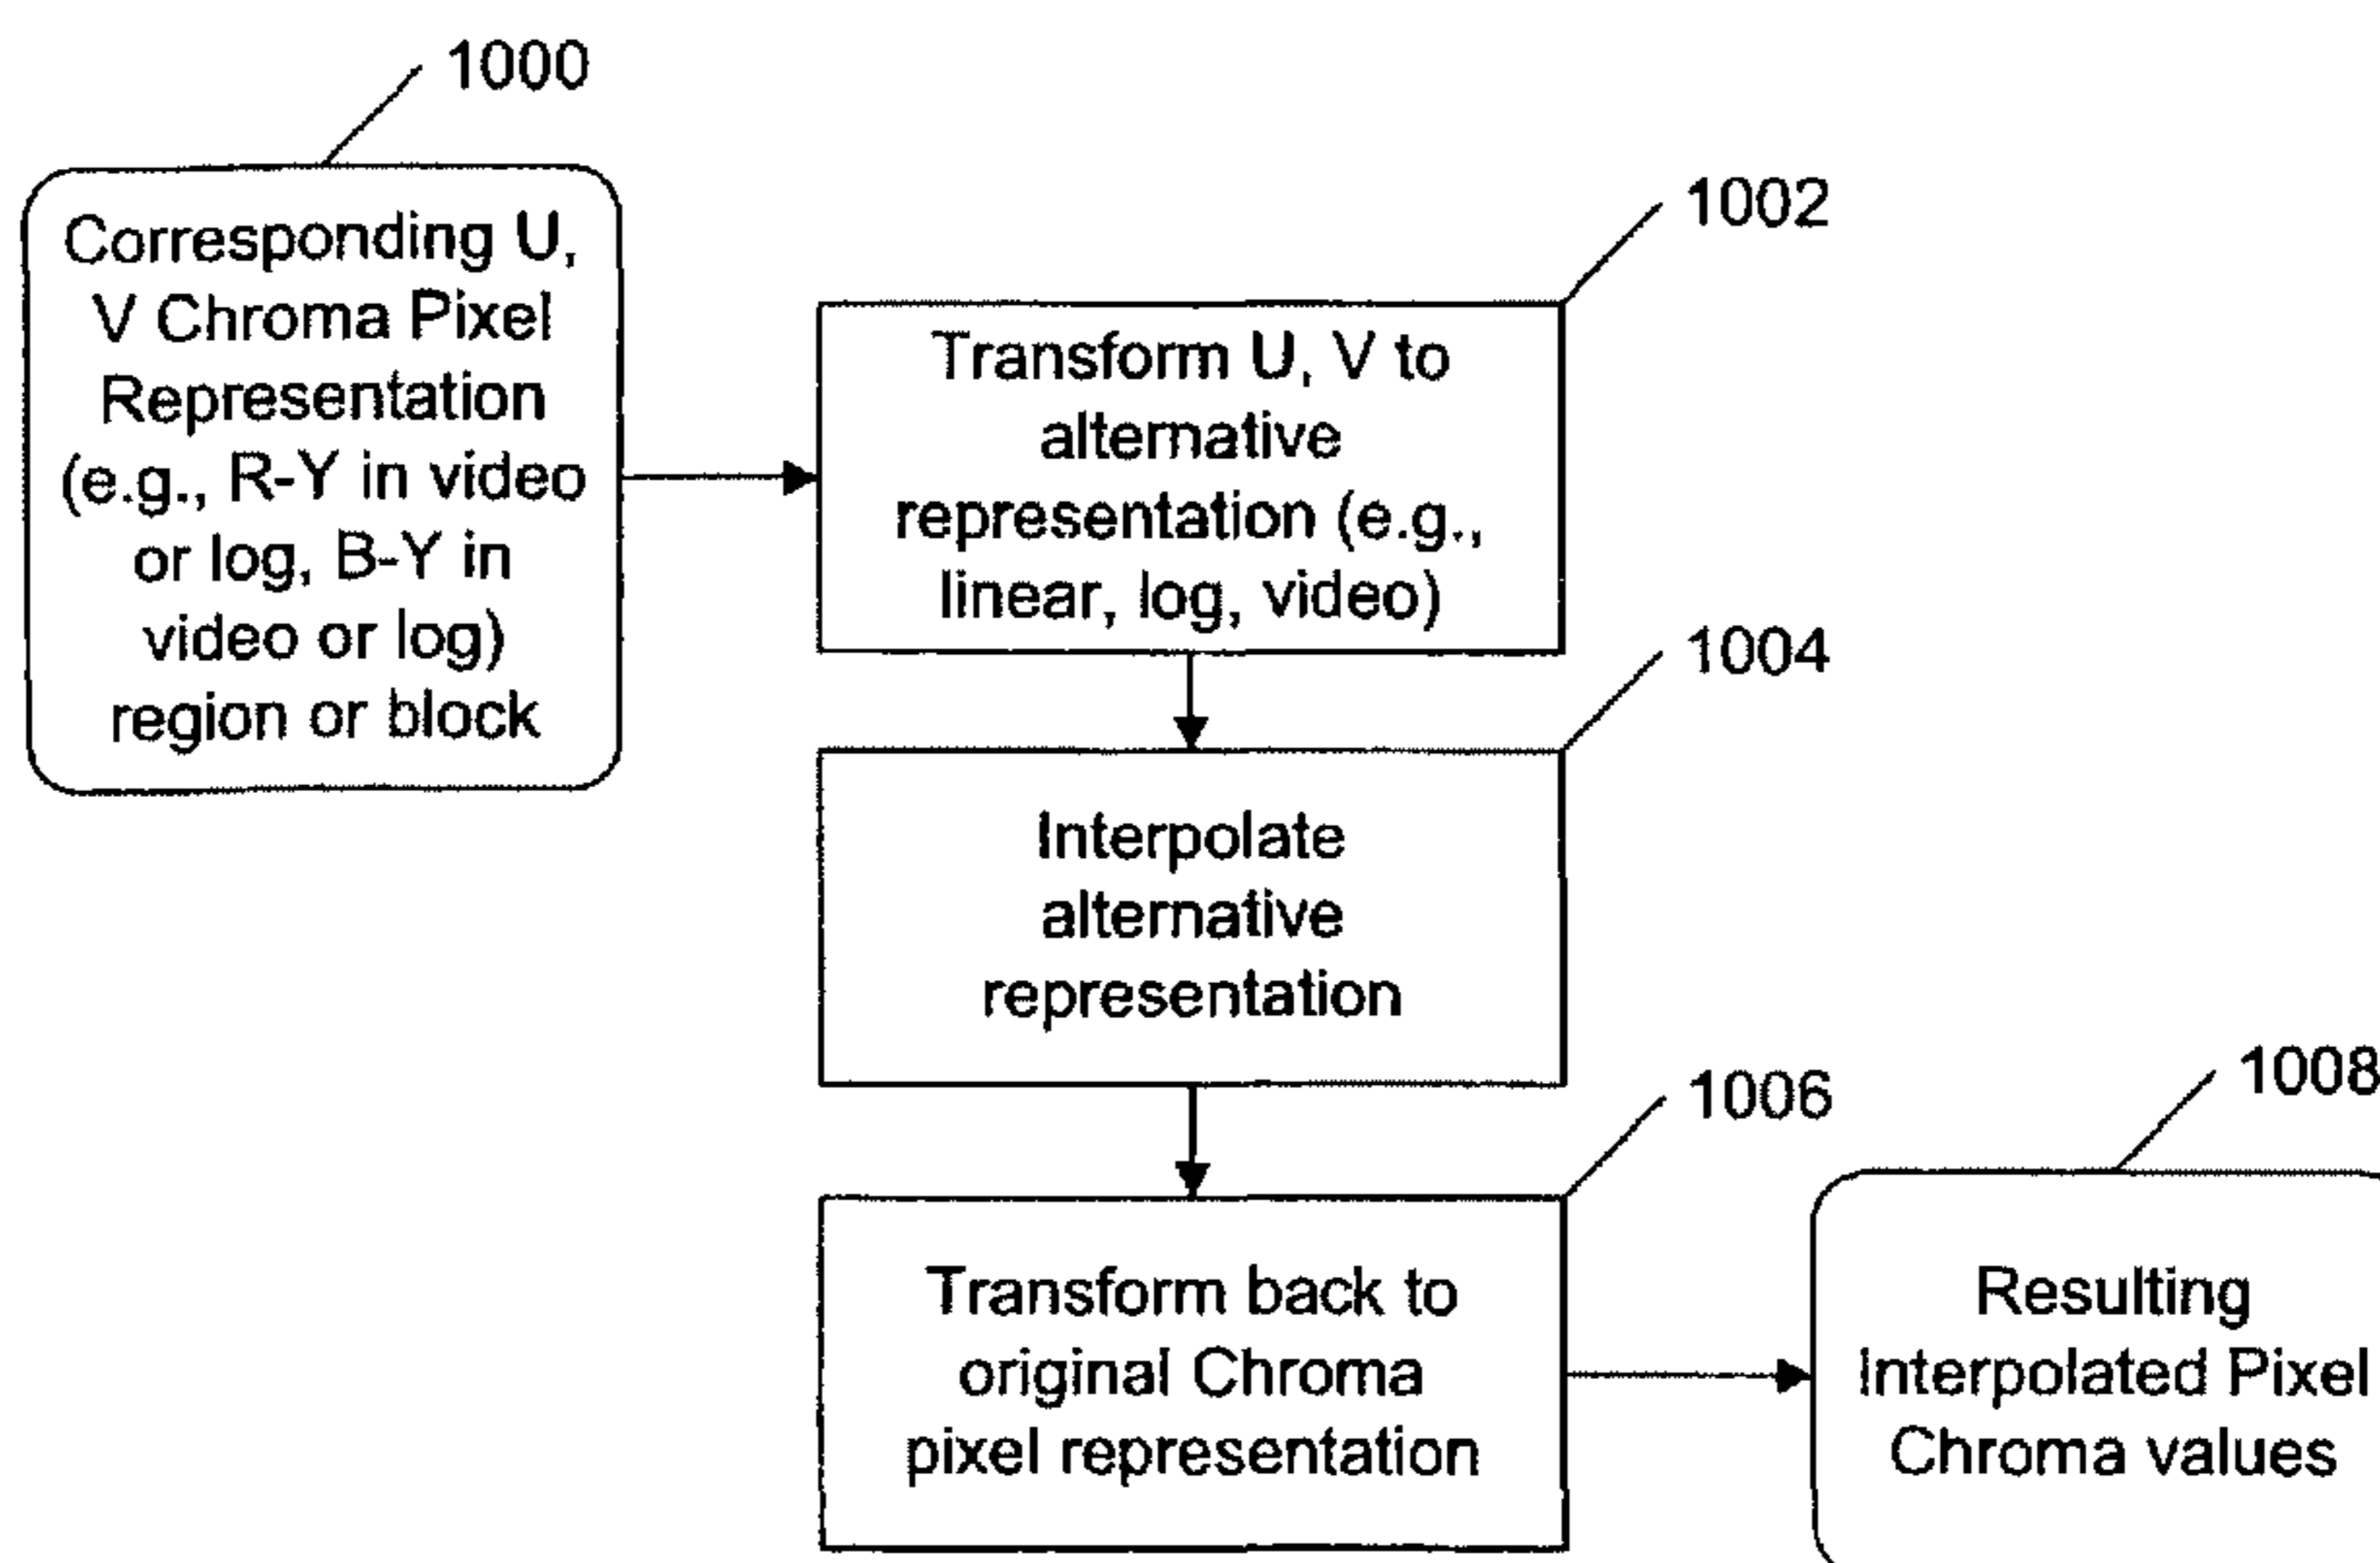 1000
Corresponding U,
V Chroma Pixel
Representation
(e.g., R-Y in video
or log, B-Y in
video or log)
region or block
1002
Transform U, V to
alternative
representation (e.g.,
linear, log, video)
1004
Interpolate
alternative
representation
1006
Transform back to
original Chroma
pixel representation
1008
Resulting
Interpolated Pixel
Chroma values